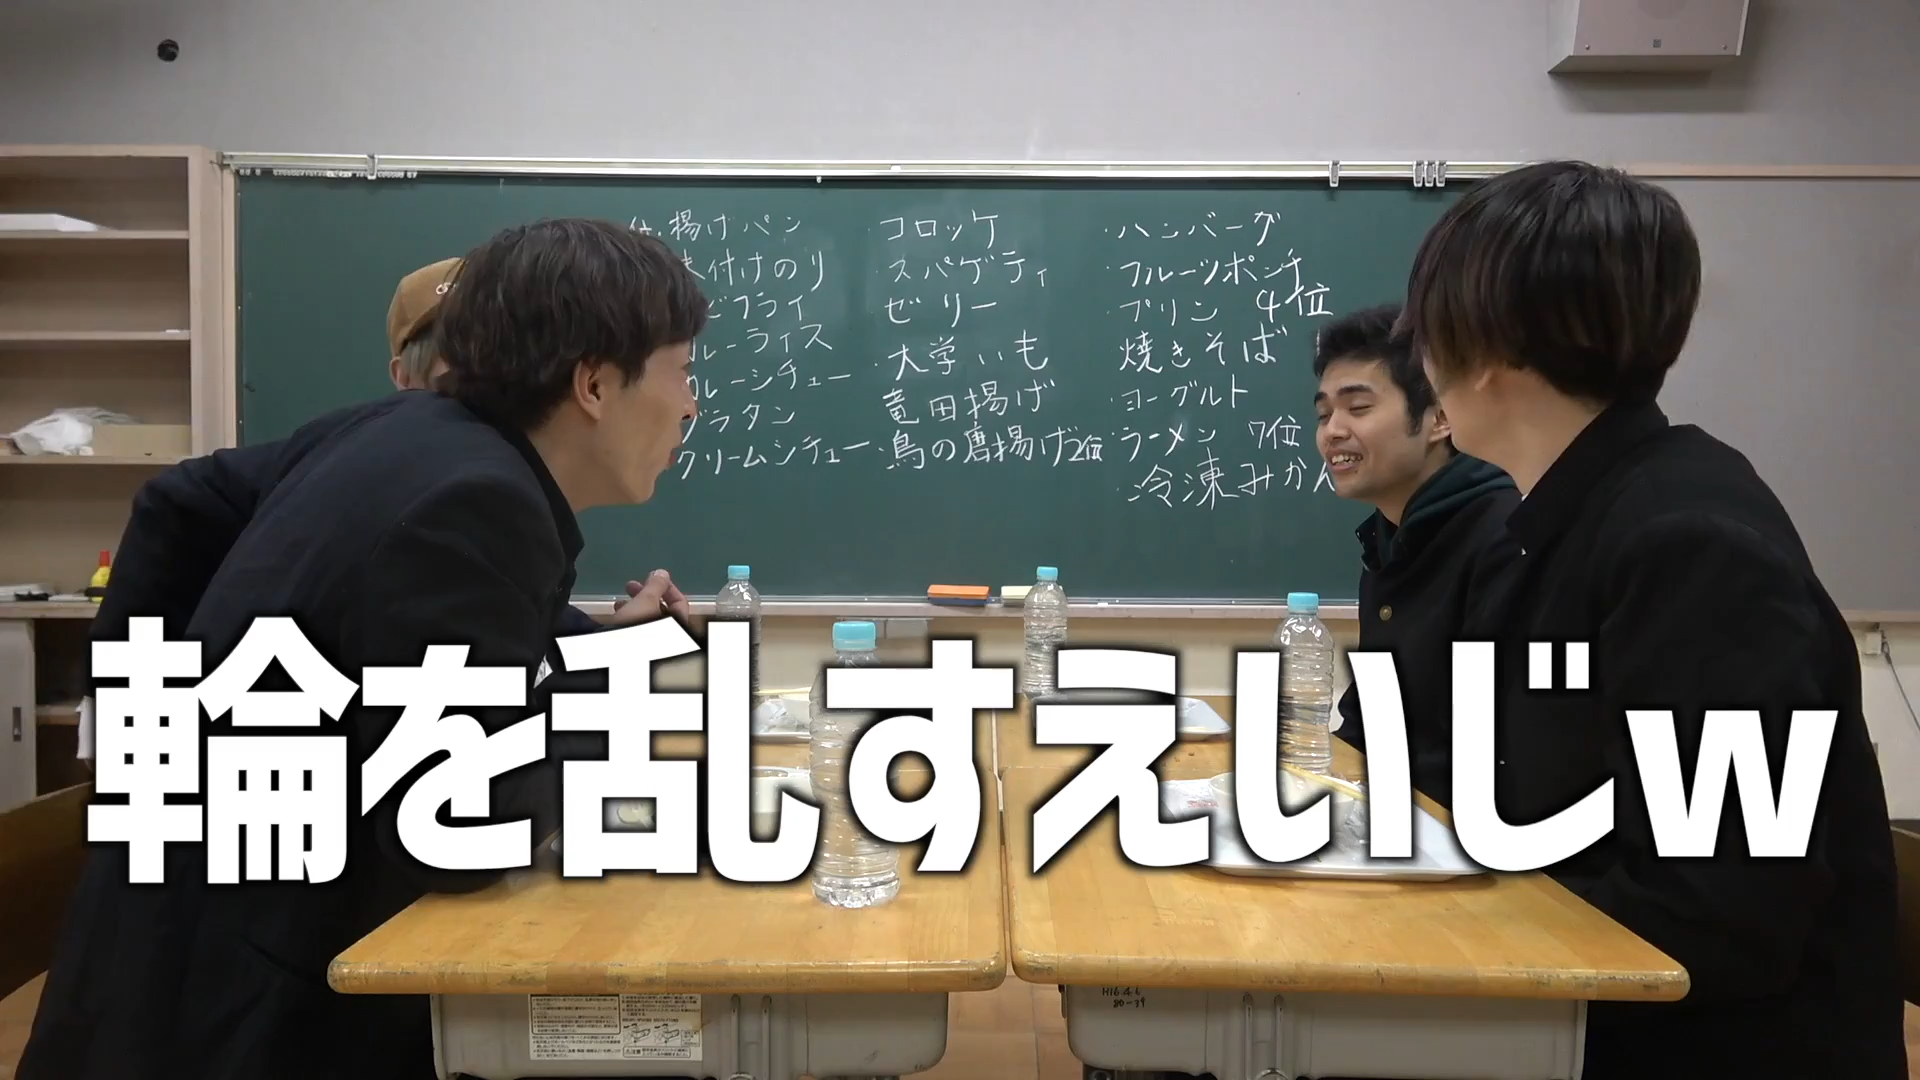 揚げパン
付けのり
フライ
レーライス
レーシチュー
グラタン
クリームシチュー
・コロッケ
・スパゲティ
ゼリー
・大学いも
竜田揚げ
・鳥の唐揚げ2位
・ハンバーグ
・フルーツポンチ
・プリン 4位
焼きそば
・ヨーグルト
・ラーメン 7位
・冷凍みかん
輪を乱すえいじw
H16.4.6
80-39